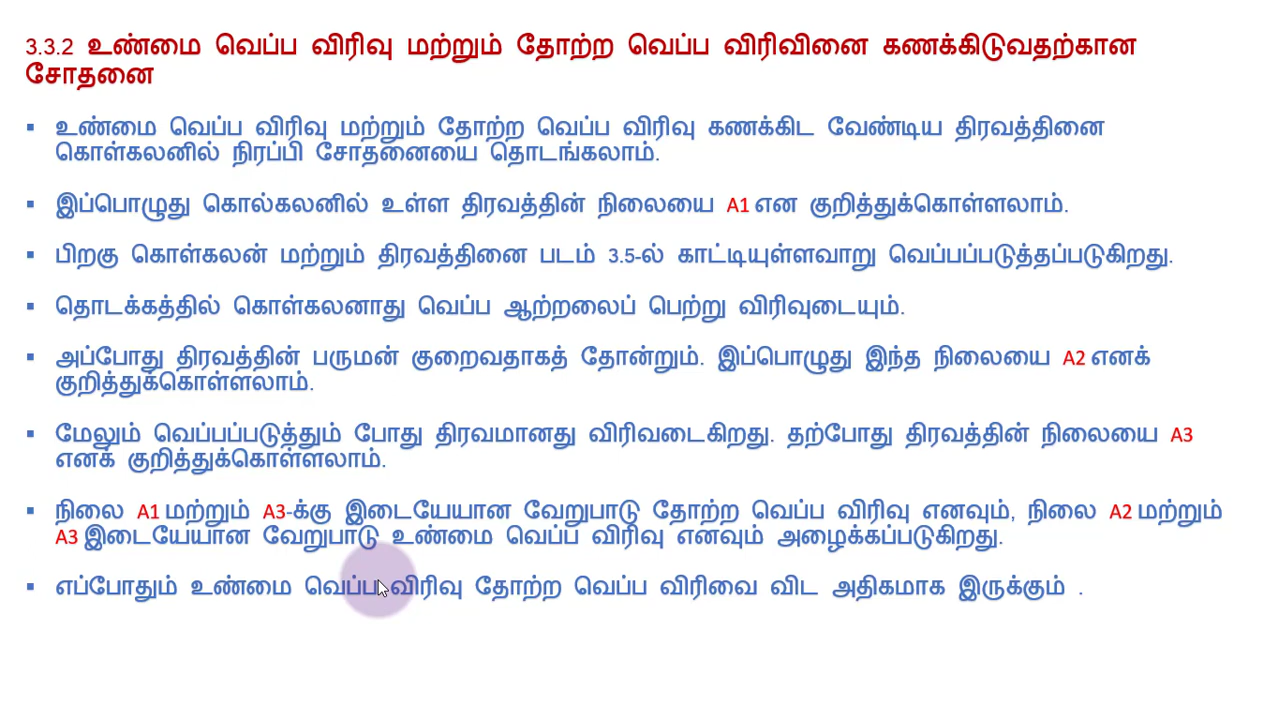 3.3.2 உண்மை வெப்ப விரிவு மற்றும் தோற்ற வெப்ப விரிவினை கணக்கிடுவதற்கான
சோதனை
▪ உண்மை வெப்ப விரிவு மற்றும் தோற்ற வெப்ப விரிவு கணக்கிட வேண்டிய திரவத்தினை
கொள்கலனில் நிரப்பி சோதனையை தொடங்கலாம்.
▪ இப்பொழுது கொல்கலனில் உள்ள திரவத்தின் நிலையை A1 என குறித்துக்கொள்ளலாம்.
▪ பிறகு கொள்கலன் மற்றும் திரவத்தினை படம் 3.5-ல் காட்டியுள்ளவாறு வெப்பப்படுத்தப்படுகிறது.
▪ தொடக்கத்தில் கொள்கலனாது வெப்ப ஆற்றலைப் பெற்று விரிவுடையும்.
▪ அப்போது திரவத்தின் பருமன் குறைவதாகத் தோன்றும். இப்பொழுது இந்த நிலையை A2 எனக்
குறித்துக்கொள்ளலாம்.
▪ மேலும் வெப்பப்படுத்தும் போது திரவமானது விரிவடைகிறது. தற்போது திரவத்தின் நிலையை A3
எனக் குறித்துக்கொள்ளலாம்.
▪ நிலை A1 மற்றும் A3-க்கு இடையேயான வேறுபாடு தோற்ற வெப்ப விரிவு எனவும், நிலை A2 மற்றும்
A3 இடையேயான வேறுபாடு உண்மை வெப்ப விரிவு எனவும் அழைக்கப்படுகிறது.
▪ எப்போதும் உண்மை வெப்ப விரிவு தோற்ற வெப்ப விரிவை விட அதிகமாக இருக்கும் .